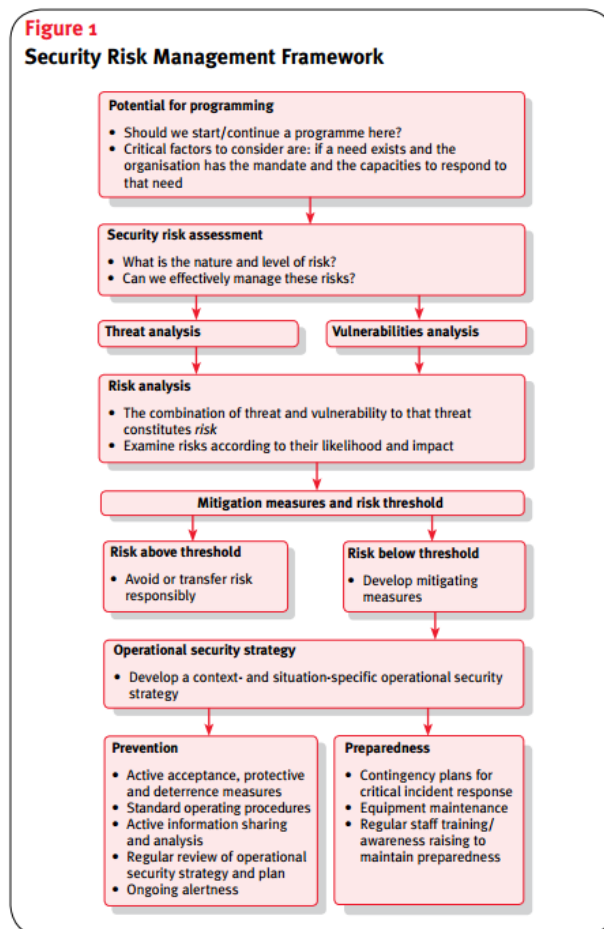 Figure 1
Security Risk Management Framework
Potential for programming
• Should we start/continue a programme here?
• Critical factors to consider are: if a need exists and the
organisation has the mandate and the capacities to respond to
that need
Security risk assessment
• What is the nature and level of risk?
• Can we effectively manage these risks?
Threat analysis
Vulnerabilities analysis
Risk analysis
• The combination of threat and vulnerability to that threat
constitutes risk
• Examine risks according to their likelihood and impact
Mitigation measures and risk threshold
Risk above threshold
• Avoid or transfer risk
responsibly
Risk below threshold
• Develop mitigating
measures
Operational security strategy
• Develop a context- and situation-specific operational security
strategy
Prevention
• Active acceptance, protective
and deterrence measures
• Standard operating procedures
• Active information sharing
and analysis
• Regular review of operational
security strategy and plan
• Ongoing alertness
Preparedness
• Contingency plans for
critical incident response
• Equipment maintenance
• Regular staff training/
awareness raising to
maintain preparedness